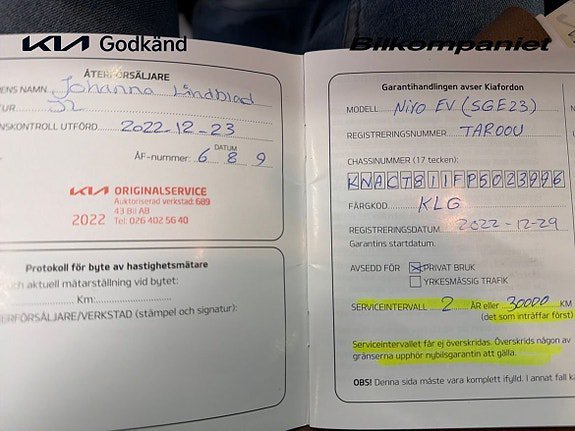 KIA Godkänd
ÅTERFÖRSÄLJARE
ENS NAMN Johanna Lindblad
TUR JL
NSKONTROLL UTFÖRD 2022-12-23
DATUM
ÅF-nummer: 6 8 9
KIA ORIGINALSERVICE
Auktoriserad verkstad: 689
43 Bil AB
2022 Tel: 026 402 56 40
Protokoll för byte av hastighetsmätare
och aktuell mätarställning vid bytet:
Km:
ERFÖRSÄLJARE/VERKSTAD (stämpel och signatur):
Bilkompaniet
Garantihandlingen avser Kiafordon
MODELL Niro EV (SGE23)
REGISTRERINGSNUMMER TAR00U
CHASSINUMMER (17 tecken):
KNACT811FP5023996
FÄRGKOD KLG
REGISTRERINGSDATUM 2022-12-29
Garantins startdatum.
AVSEDD FÖR PRIVAT BRUK
YRKESMÄSSIG TRAFIK
SERVICEINTERVALL 2 ÅR eller 30000 KM
(det som inträffar först)
Serviceintervallet får ej överskridas. Överskrids någon av
gränserna upphör nybilsgarantin att gälla.
OBS! Denna sida måste vara komplett ifylld. I annat fall k